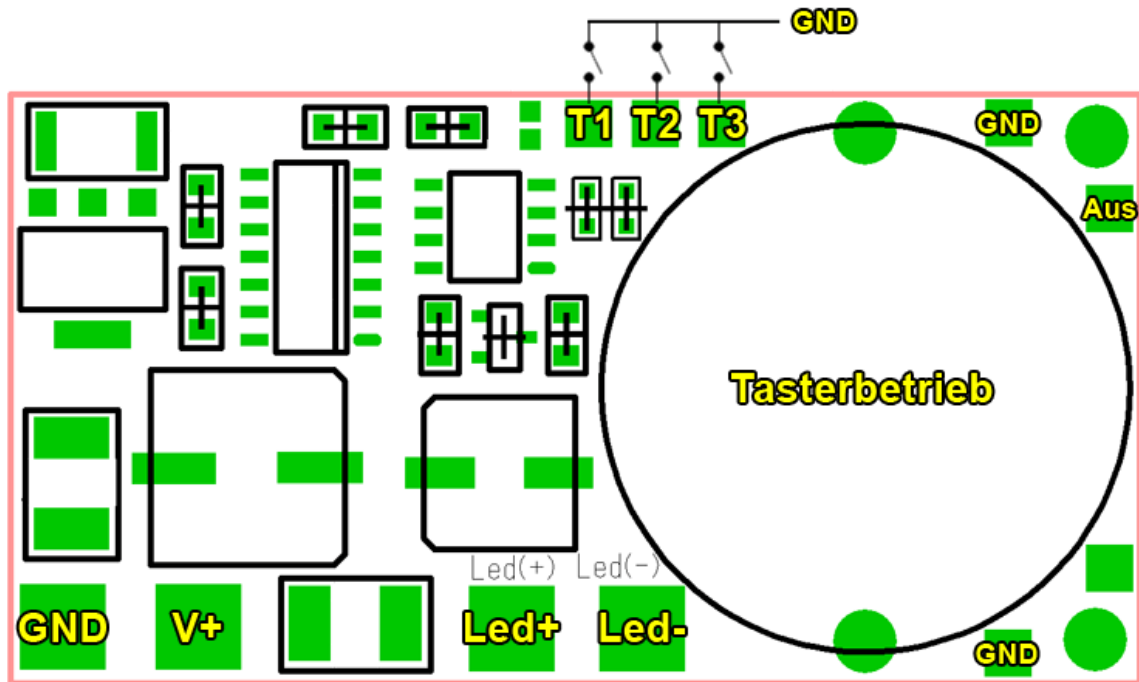 GND
T1 T2 T3 GND
Aus
Tasterbetrieb
Led(+) Led(-)
GND V+ Led+ Led- GND